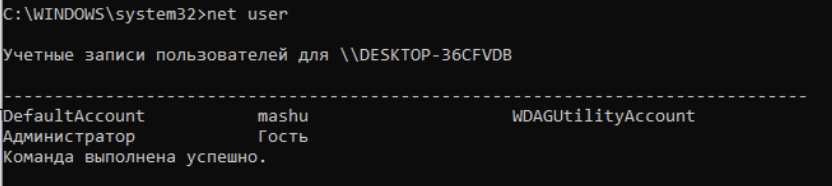 C:\WINDOWS\system32>net user
Учетные записи пользователей для \\DESKTOP-36CFVDB
-------------------------------------------------------------------------------
DefaultAccount           mashu                    WDAGUtilityAccount
Администратор            Гость
Команда выполнена успешно.